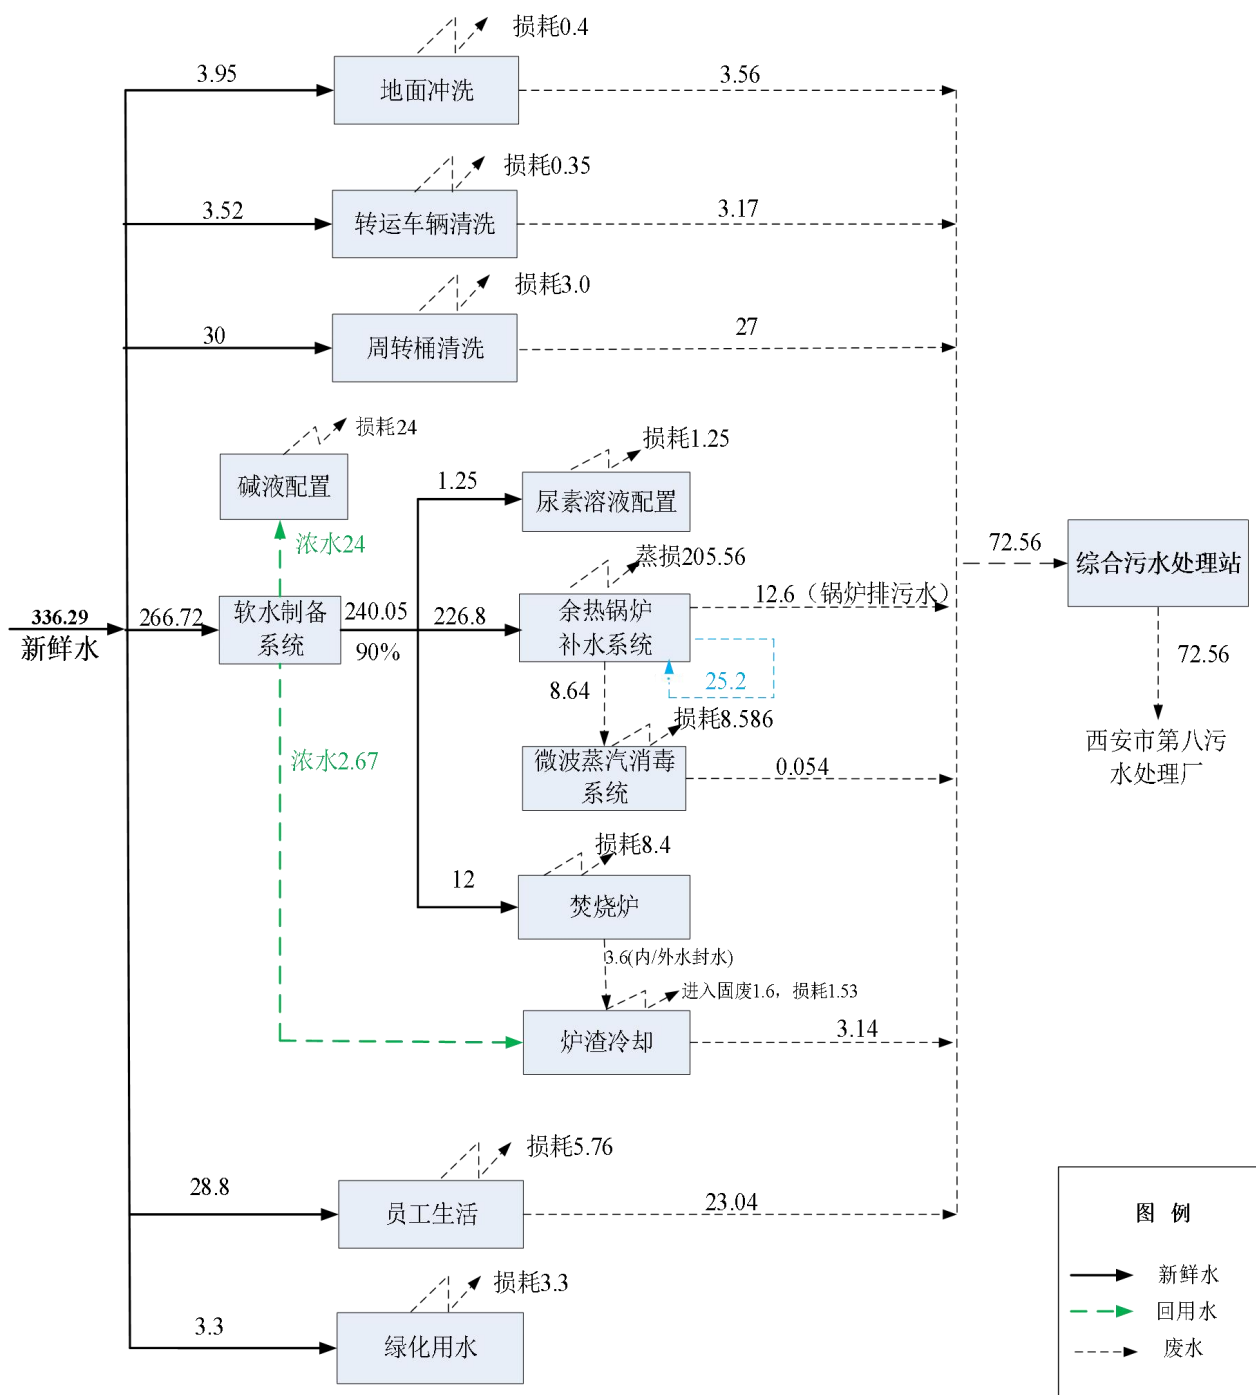 损耗0.4
3.95
地面冲洗
3.56
损耗0.35
3.52
转运车辆清洗
3.17
损耗3.0
30
周转桶清洗
27
损耗24
碱液配置
浓水24
损耗1.25
1.25
尿素溶液配置
72.56
综合污水处理站
336.29
新鲜水
266.72
软水制备
系统
240.05
90%
226.8
蒸损205.56
余热锅炉
补水系统
12.6（锅炉排污水）
25.2
8.64
72.56
西安市第八污
水处理厂
浓水2.67
损耗8.586
微波蒸汽消毒
系统
0.054
损耗8.4
12
焚烧炉
3.6(内/外水封水)
进入固废1.6，损耗1.53
炉渣冷却
3.14
损耗5.76
28.8
员工生活
23.04
损耗3.3
3.3
绿化用水
图 例
新鲜水
回用水
废水